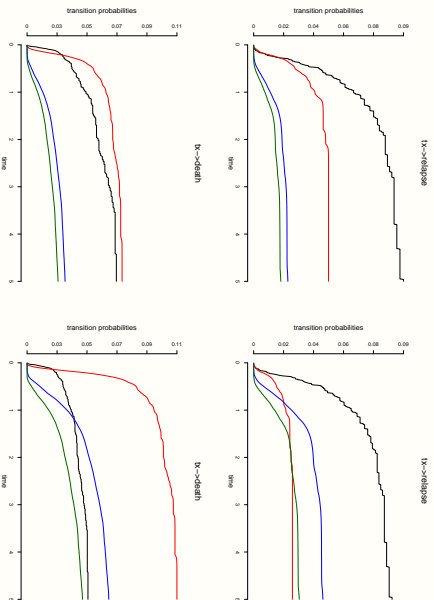 transition probabilities
0 0.03 0.05 0.07 0.09 0.11
0 1 2 3 4 5
time
tx->death
transition probabilities
0 0.02 0.04 0.06 0.08 0.09
0 1 2 3 4 5
time
tx->relapse
transition probabilities
0 0.03 0.05 0.07 0.09 0.11
0 1 2 3 4 5
time
tx->death
transition probabilities
0 0.02 0.04 0.06 0.08 0.09
0 1 2 3 4 5
time
tx->relapse